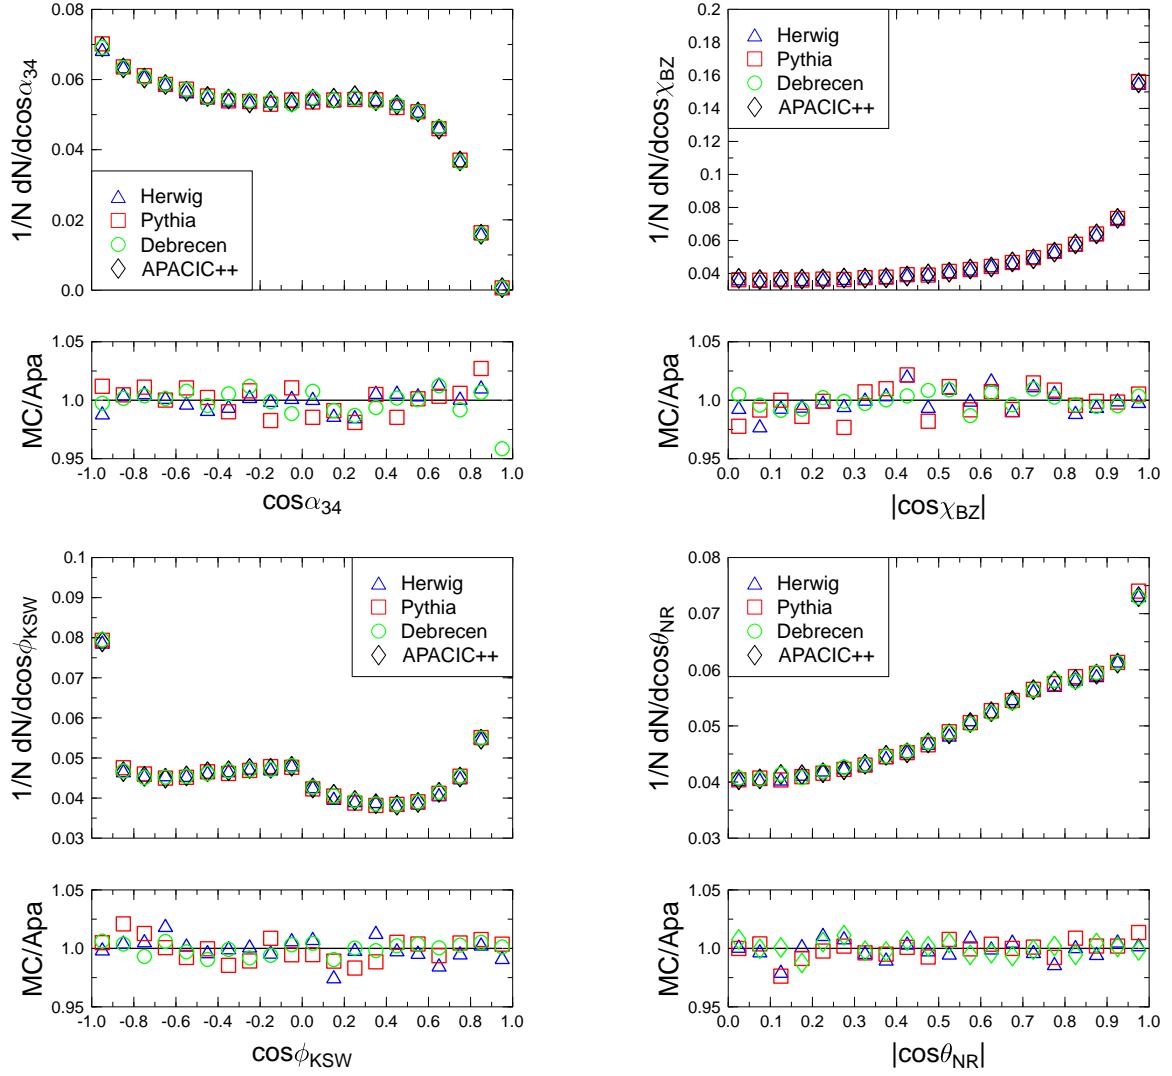 0.08
0.06
0.04
0.02
0.0
1/N dN/dcosα34
Herwig
Pythia
Debrecen
APACIC++
1.05
1.0
0.95
MC/Apa
-1.0 -0.8 -0.6 -0.4 -0.2 0.0 0.2 0.4 0.6 0.8 1.0
cosα34
0.2
0.18
0.16
0.14
0.12
0.1
0.08
0.06
0.04
1/N dN/dcosχBZ
Herwig
Pythia
Debrecen
APACIC++
1.05
1.0
0.95
MC/Apa
0.0 0.1 0.2 0.3 0.4 0.5 0.6 0.7 0.8 0.9 1.0
|cosχBZ|
0.1
0.09
0.08
0.07
0.06
0.05
0.04
0.03
1/N dN/dcosϕKSW
Herwig
Pythia
Debrecen
APACIC++
1.05
1.0
0.95
MC/Apa
-1.0 -0.8 -0.6 -0.4 -0.2 0.0 0.2 0.4 0.6 0.8 1.0
cosϕKSW
0.08
0.07
0.06
0.05
0.04
0.03
1/N dN/dcosθNR
Herwig
Pythia
Debrecen
APACIC++
1.05
1.0
0.95
MC/Apa
0.0 0.1 0.2 0.3 0.4 0.5 0.6 0.7 0.8 0.9 1.0
|cosθNR|